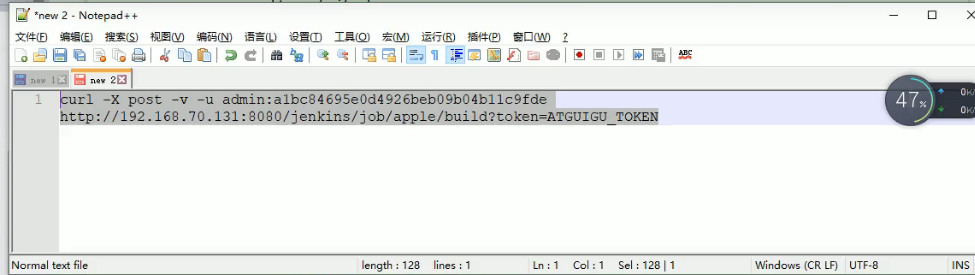 *new 2 - Notepad++
文件(F) 编辑(E) 搜索(S) 视图(V) 编码(N) 语言(L) 设置(T) 工具(O) 宏(M) 运行(R) 插件(P) 窗口(W) ?
ABC
new 1 new 2
1 curl -X post -v -u admin:a1bc84695e0d4926beb09b04b11c9fde
http://192.168.70.131:8080/jenkins/job/apple/build?token=ATGUIGU_TOKEN
47%
0K/
0K/
Normal text file length : 128 lines : 1 Ln : 1 Col : 1 Sel : 128 | 1 Windows (CR LF) UTF-8 INS